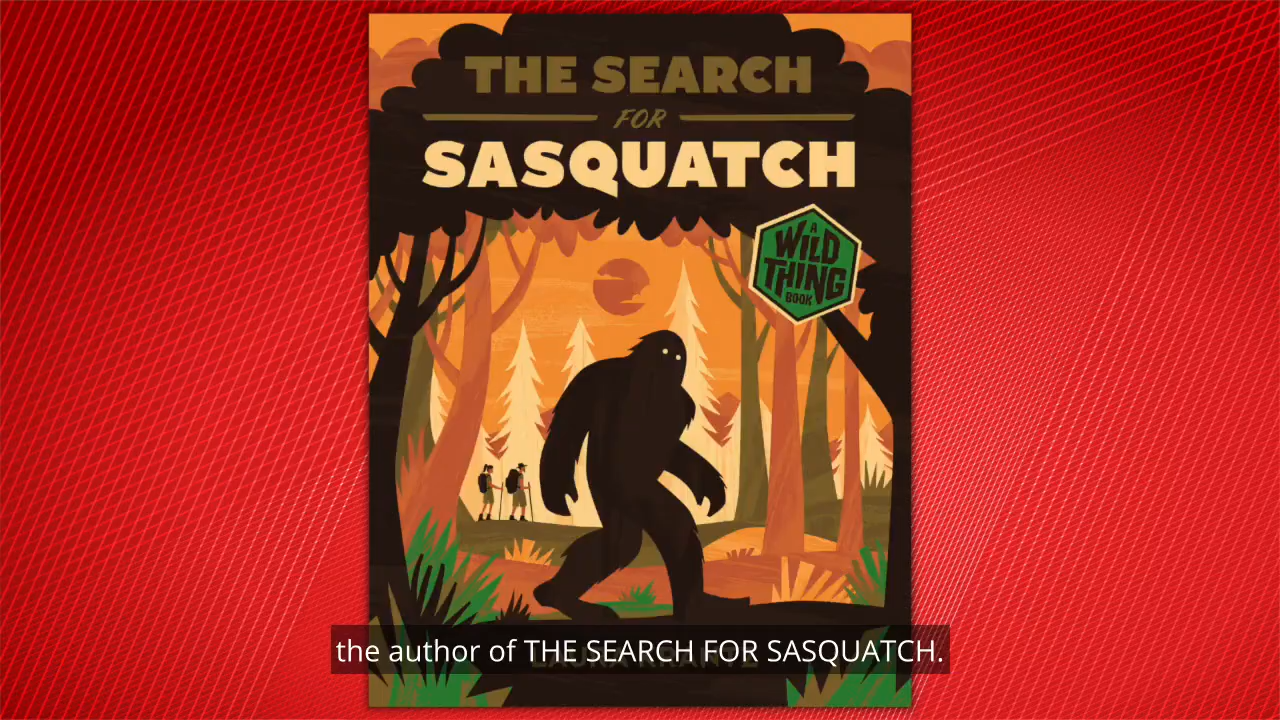 THE SEARCH
FOR
SASQUATCH
A
WILD
THING
BOOK
the author of THE SEARCH FOR SASQUATCH.